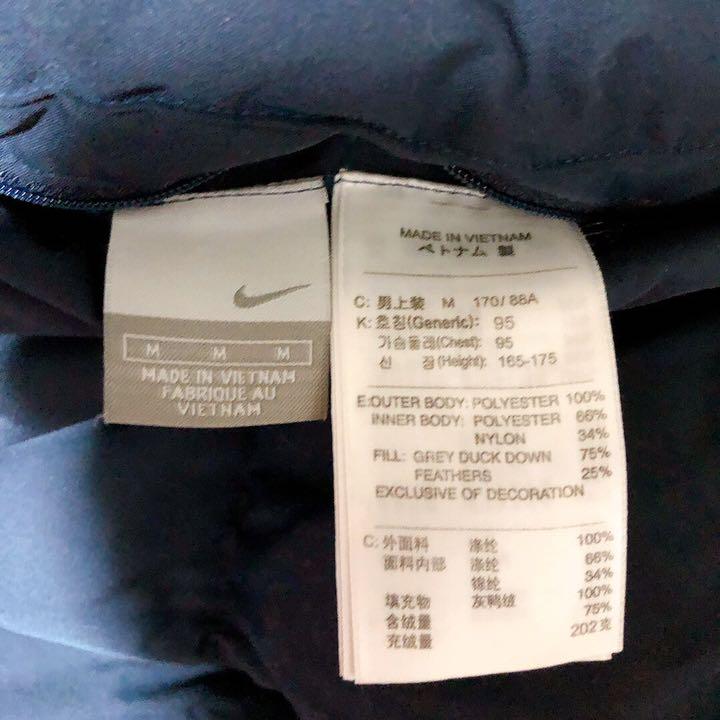 M M M
MADE IN VIETNAM
FABRIQUE AU
VIETNAM
MADE IN VIETNAM
ベトナム 製
C: 男上装 M 170/88A
K: 호칭(Generic): 95
가슴둘레(Chest): 95
신 장(Height): 165-175
E:OUTER BODY: POLYESTER 100%
INNER BODY: POLYESTER 66%
NYLON 34%
FILL: GREY DUCK DOWN 75%
FEATHERS 25%
EXCLUSIVE OF DECORATION
C: 外面料 涤纶 100%
面料内部 涤纶 66%
锦纶 34%
填充物 灰鸭绒 100%
含绒量 75%
充绒量 202克